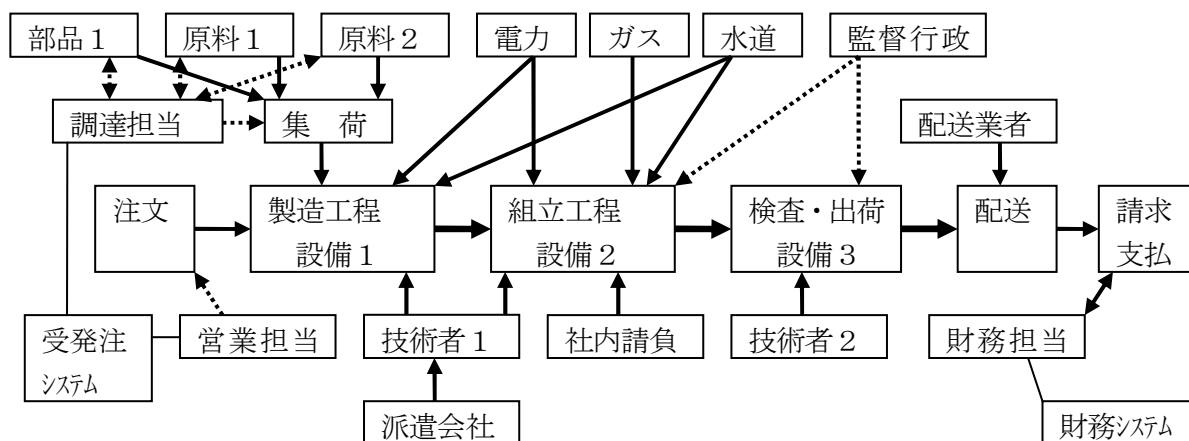 部品１
原料１
原料２
電力
ガス
水道
監督行政
調達担当
集　荷
配送業者
注文
製造工程
設備１
組立工程
設備２
検査・出荷
設備３
配送
請求
支払
受発注
ｼｽﾃﾑ
営業担当
技術者１
社内請負
技術者２
財務担当
派遣会社
財務ｼｽﾃﾑ